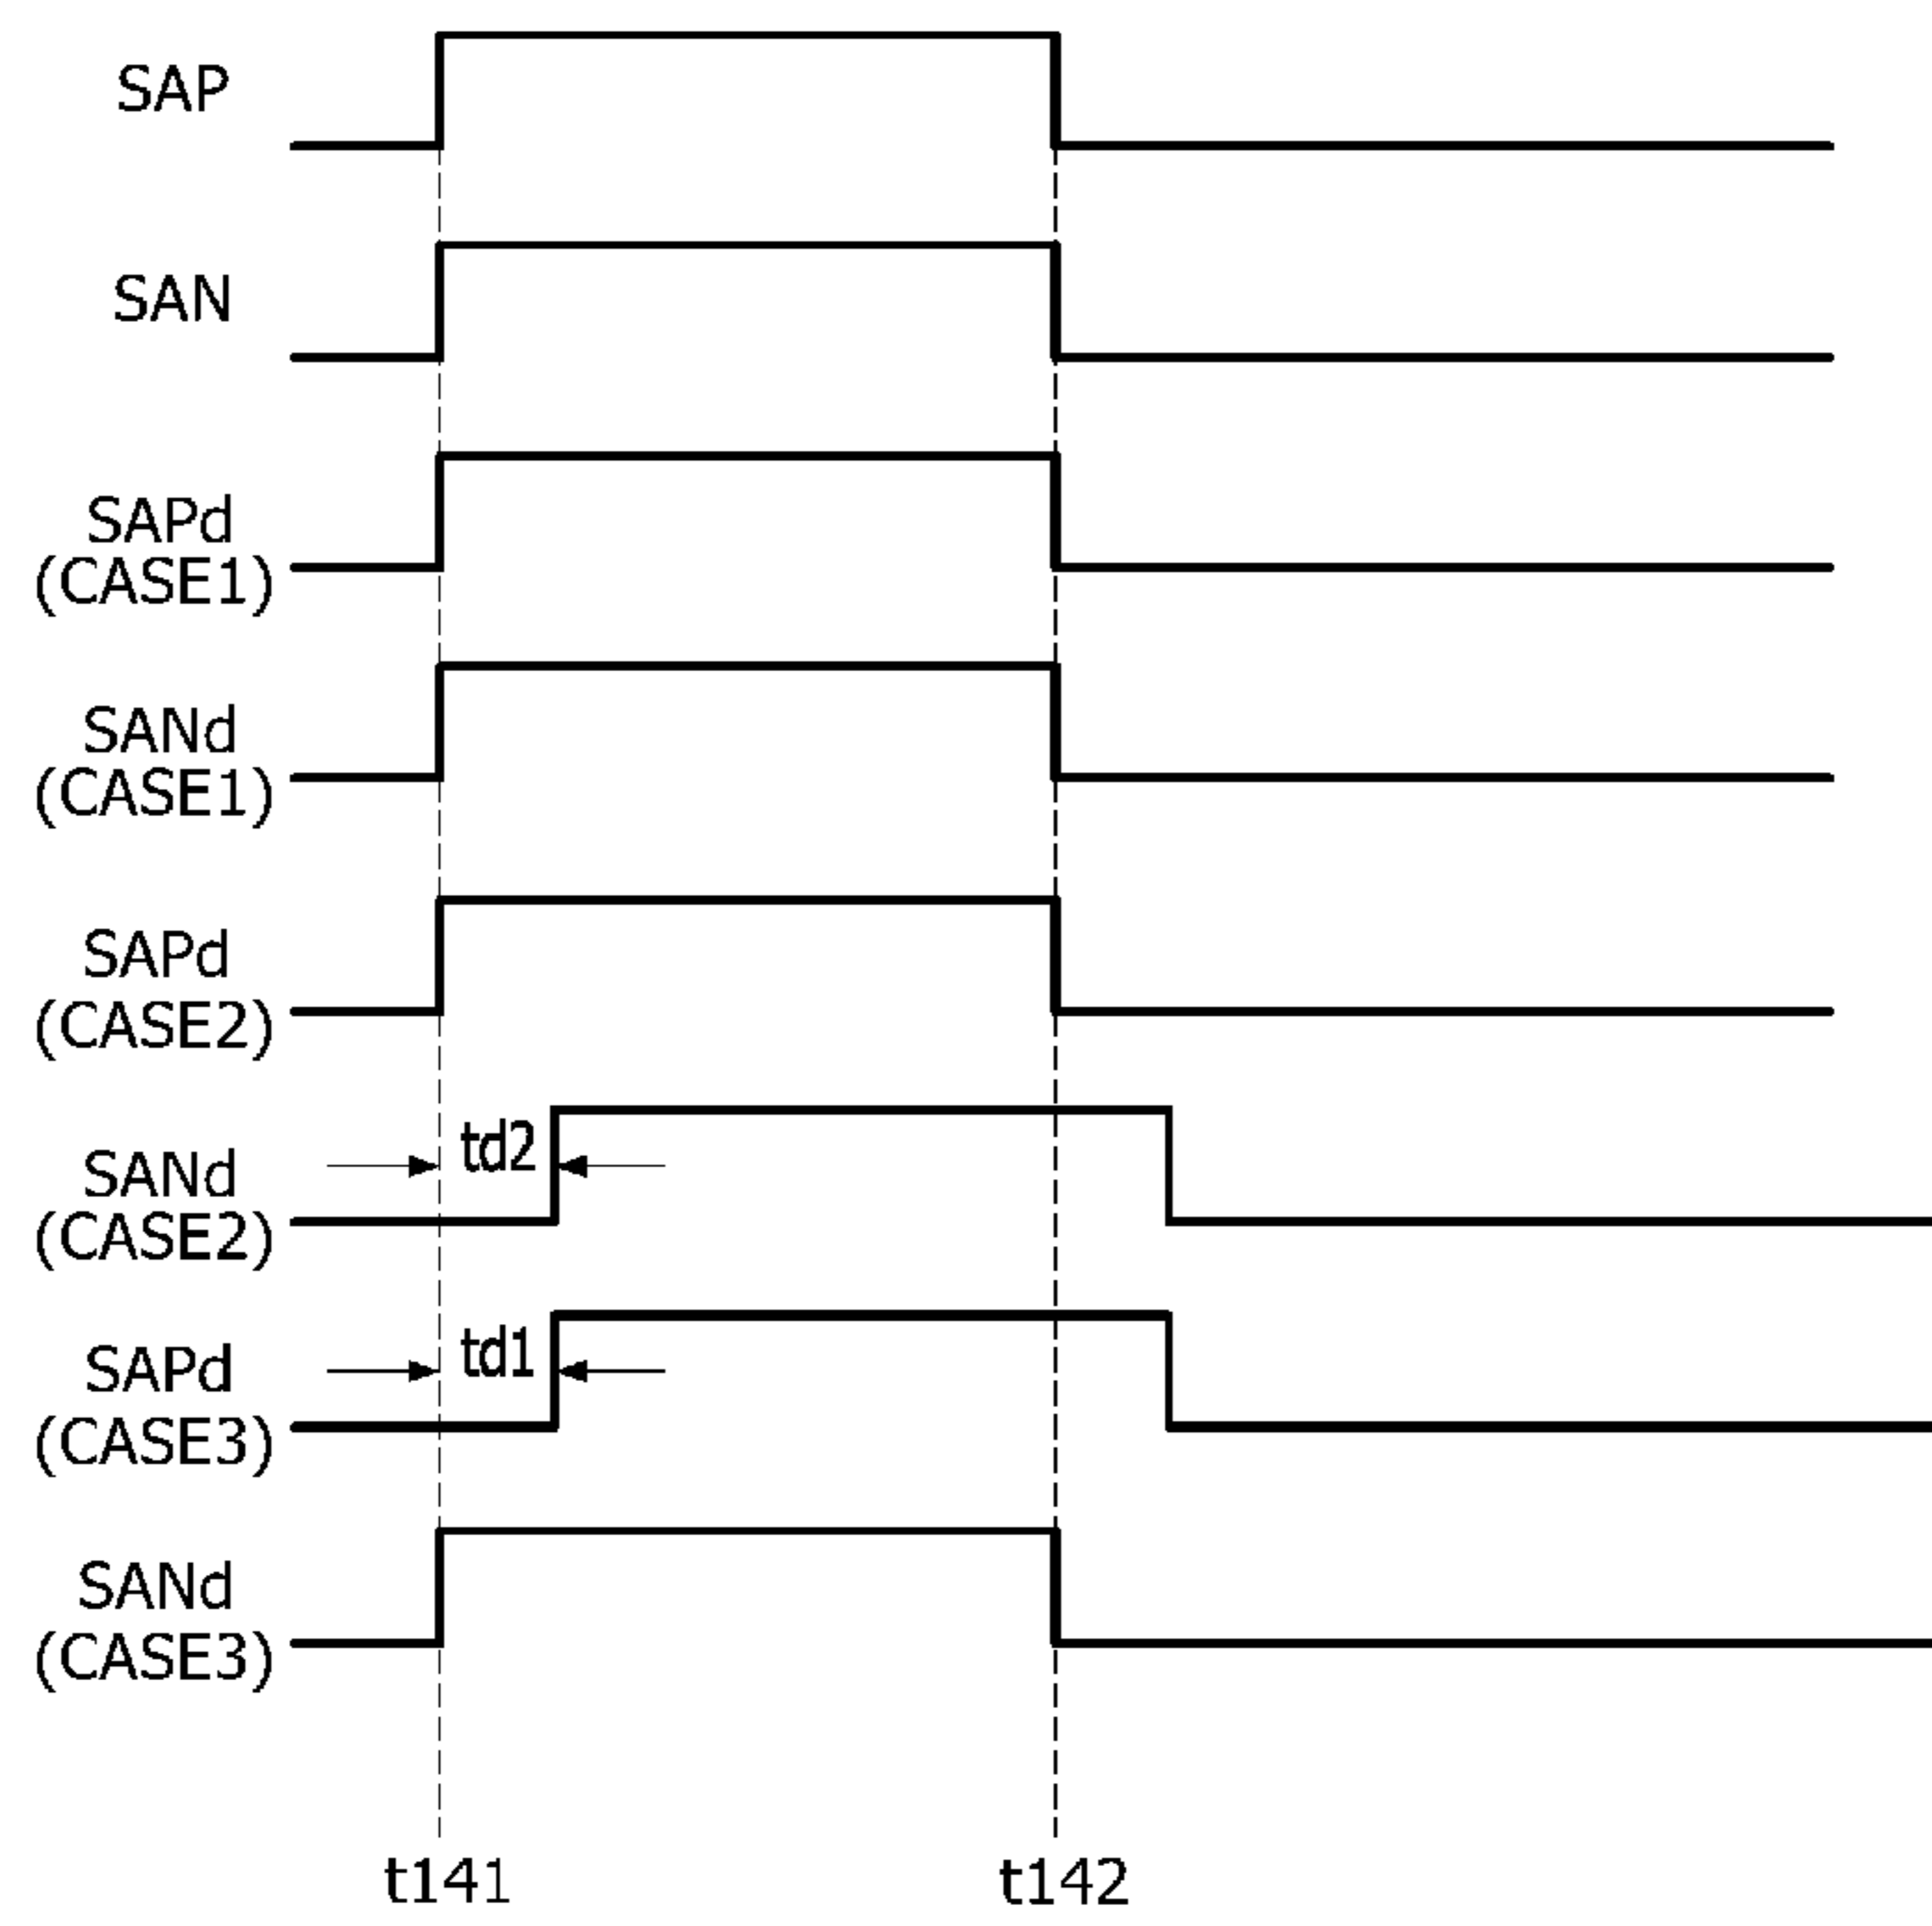 SAP
SAN
SAPd
(CASE1)
SANd
(CASE1)
SAPd
(CASE2)
td2
SANd
(CASE2)
td1
SAPd
(CASE3)
SANd
(CASE3)
t141
t142